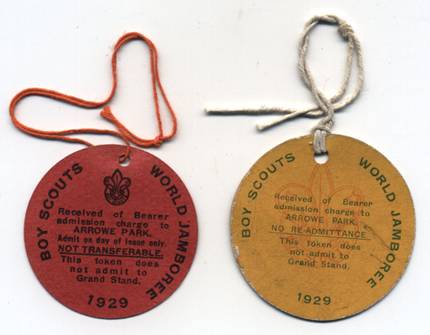 BOY SCOUTS WORLD JAMBOREE
Received of Bearer
admission charge to
ARROWE PARK.
Admit on day of issue only.
NOT TRANSFERABLE.
This token does
not admit to
Grand Stand.
1929
BOY SCOUTS WORLD JAMBOREE
Received of Bearer
admission charge to
ARROWE PARK.
NO RE-ADMITTANCE
This token does
not admit to
Grand Stand.
1929